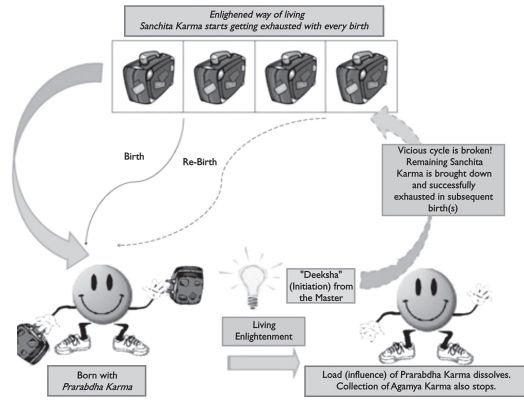 Enlighened way of living
Sanchita Karma starts getting exhausted with every birth
Birth
Re-Birth
Vicious cycle is broken!
Remaining Sanchita
Karma is brought down
and successfully
exhausted in subsequent
birth(s)
"Deeksha"
(Initiation) from
the Master
Living
Enlightenment
Born with
Prarabdha Karma
Load (influence) of Prarabdha Karma dissolves.
Collection of Agamya Karma also stops.